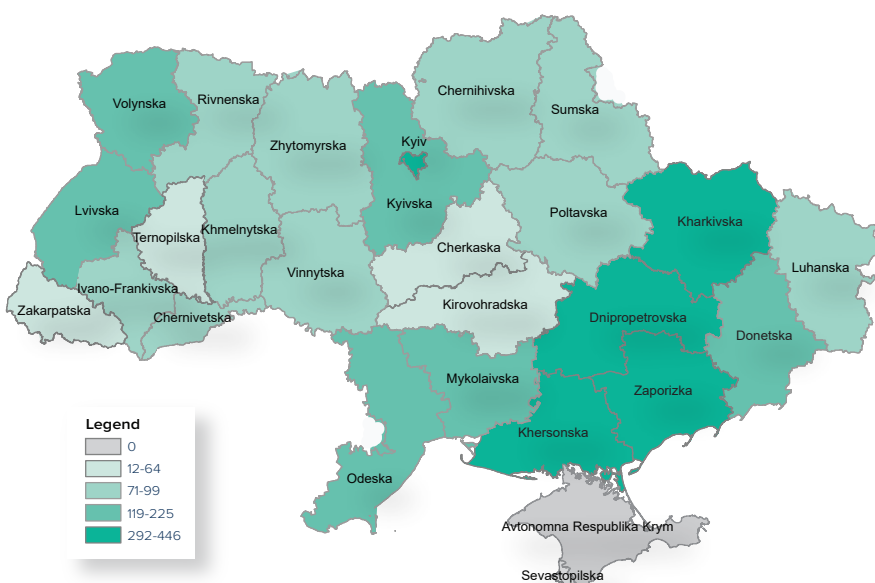 Chernihivska
Rivnenska
Volynska
Sumska
Kyiv
Zhytomyrska
Kyivska
Lvivska
Poltavska
Kharkivska
Khmelnytska
Ternopilska
Cherkaska
Luhanska
Vinnytska
Ivano-Frankivska
Kirovohradska
Zakarpatska
Chernivetska
Dnipropetrovska
Donetska
Mykolaivska
Zaporizka
Khersonska
Odeska
Avtonomna Respublika Krym
Sevastopilska
Legend
0
12-64
71-99
119-225
292-446